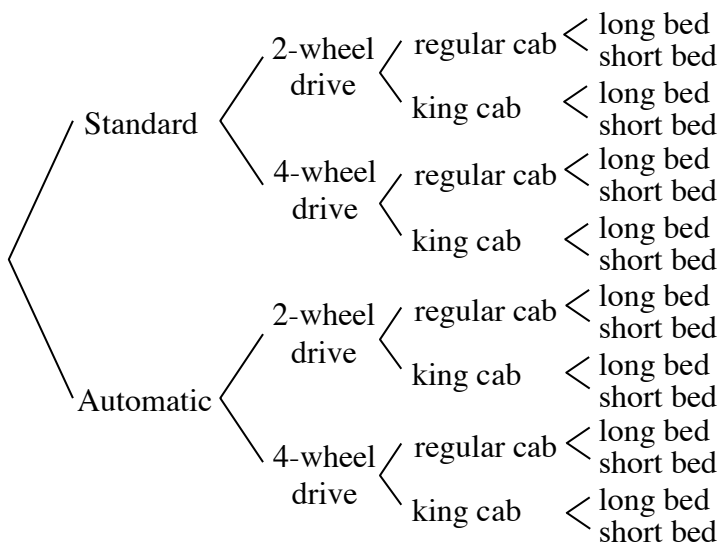 2-wheel
drive
regular cab
long bed
short bed
king cab
long bed
short bed
Standard
4-wheel
drive
regular cab
long bed
short bed
king cab
long bed
short bed
2-wheel
drive
regular cab
long bed
short bed
king cab
long bed
short bed
Automatic
4-wheel
drive
regular cab
long bed
short bed
king cab
long bed
short bed